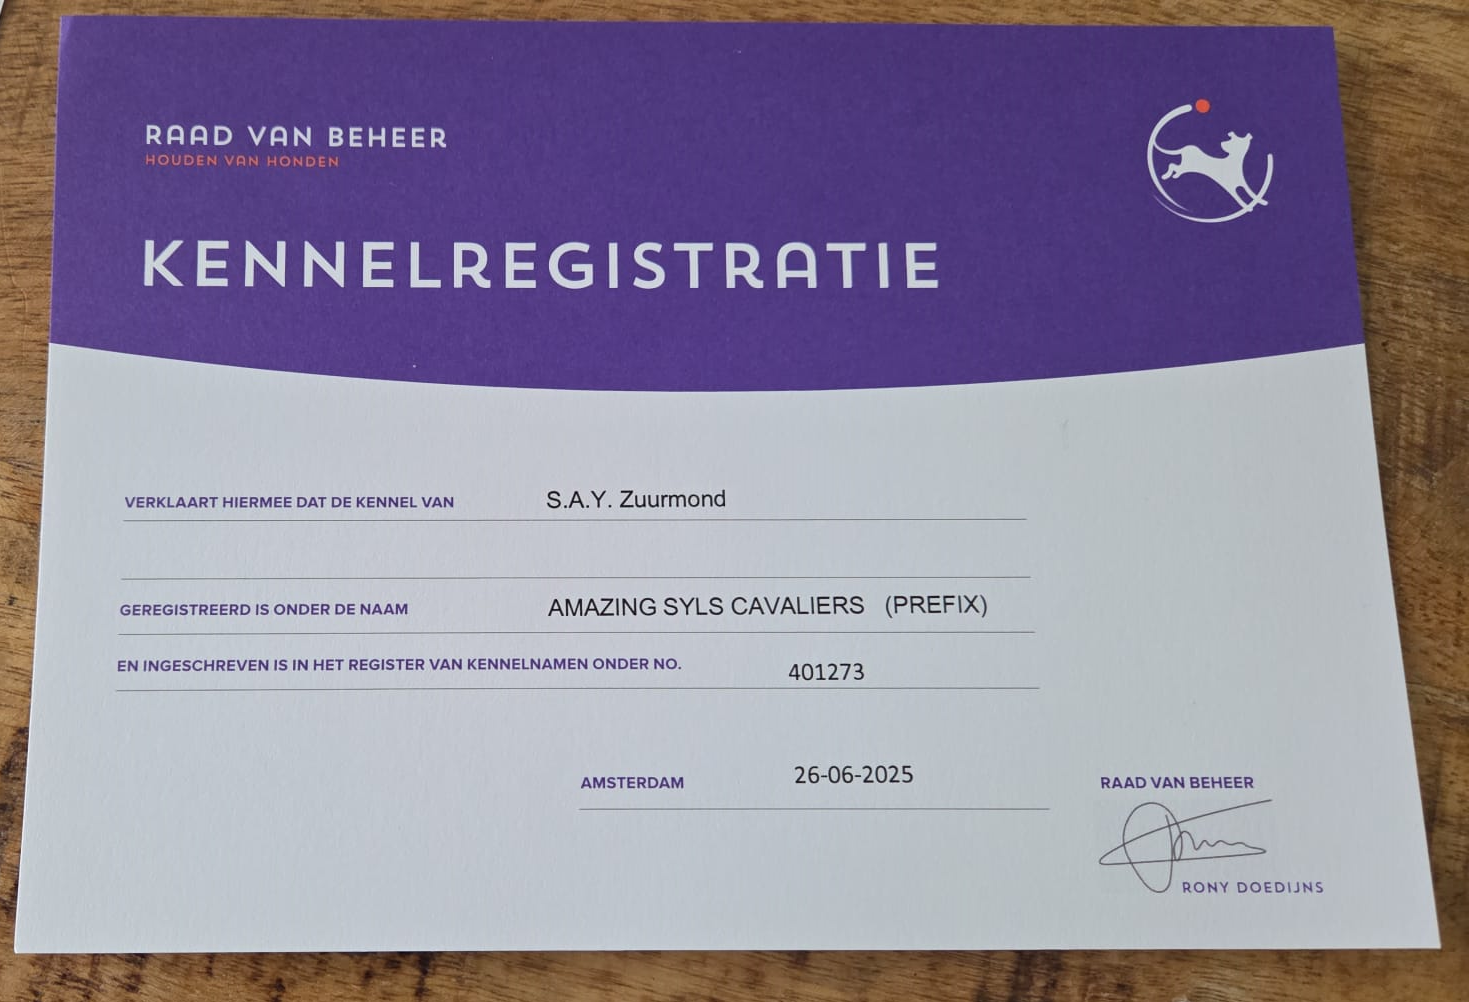 RAAD VAN BEHEER
HOUDEN VAN HONDEN
KENNELREGISTRATIE
VERKLAART HIERMEE DAT DE KENNEL VAN S.A.Y. Zuurmond
GEREGISTREERD IS ONDER DE NAAM AMAZING SYLS CAVALIERS (PREFIX)
EN INGESCHREVEN IS IN HET REGISTER VAN KENNELNAMEN ONDER NO. 401273
AMSTERDAM 26-06-2025 RAAD VAN BEHEER
RONY DOEDIJNS